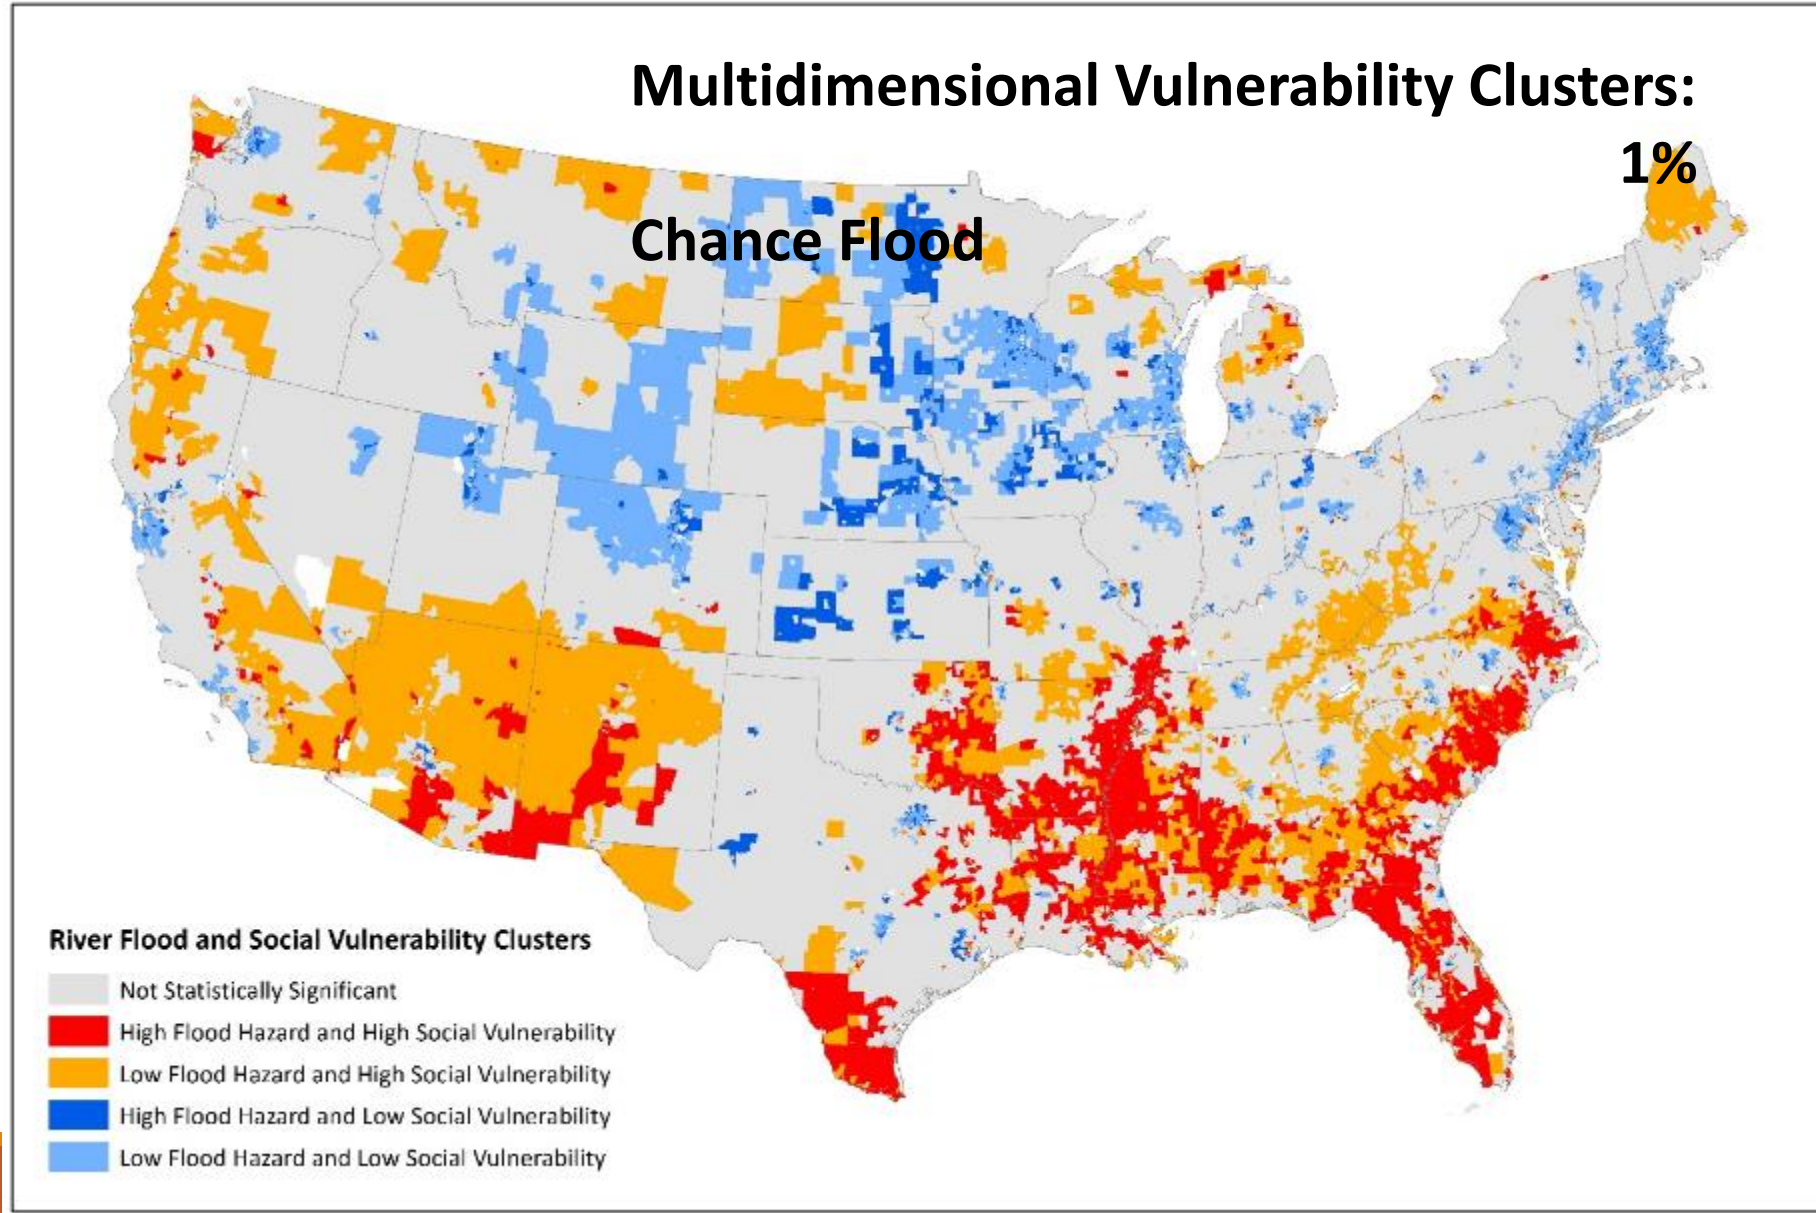 Multidimensional Vulnerability Clusters:
1%
Chance Flood
River Flood and Social Vulnerability Clusters
Not Statistically Significant
High Flood Hazard and High Social Vulnerability
Low Flood Hazard and High Social Vulnerability
High Flood Hazard and Low Social Vulnerability
Low Flood Hazard and Low Social Vulnerability